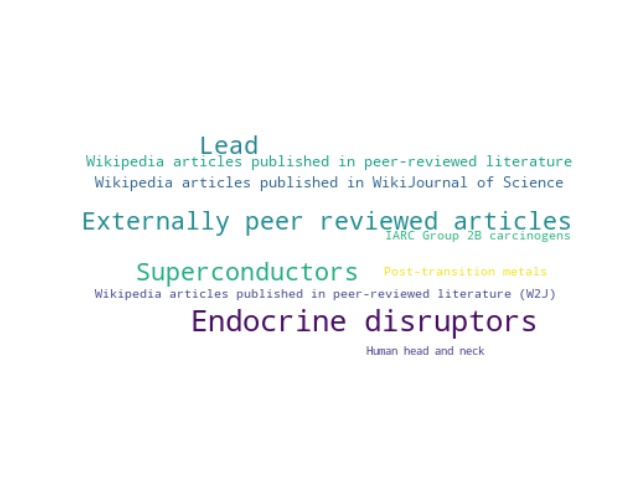 Lead
Wikipedia articles published in peer-reviewed literature
Wikipedia articles published in WikiJournal of Science
Externally peer reviewed articles
IARC Group 2B carcinogens
Superconductors
Post-transition metals
Wikipedia articles published in peer-reviewed literature (W2J)
Endocrine disruptors
Human head and neck